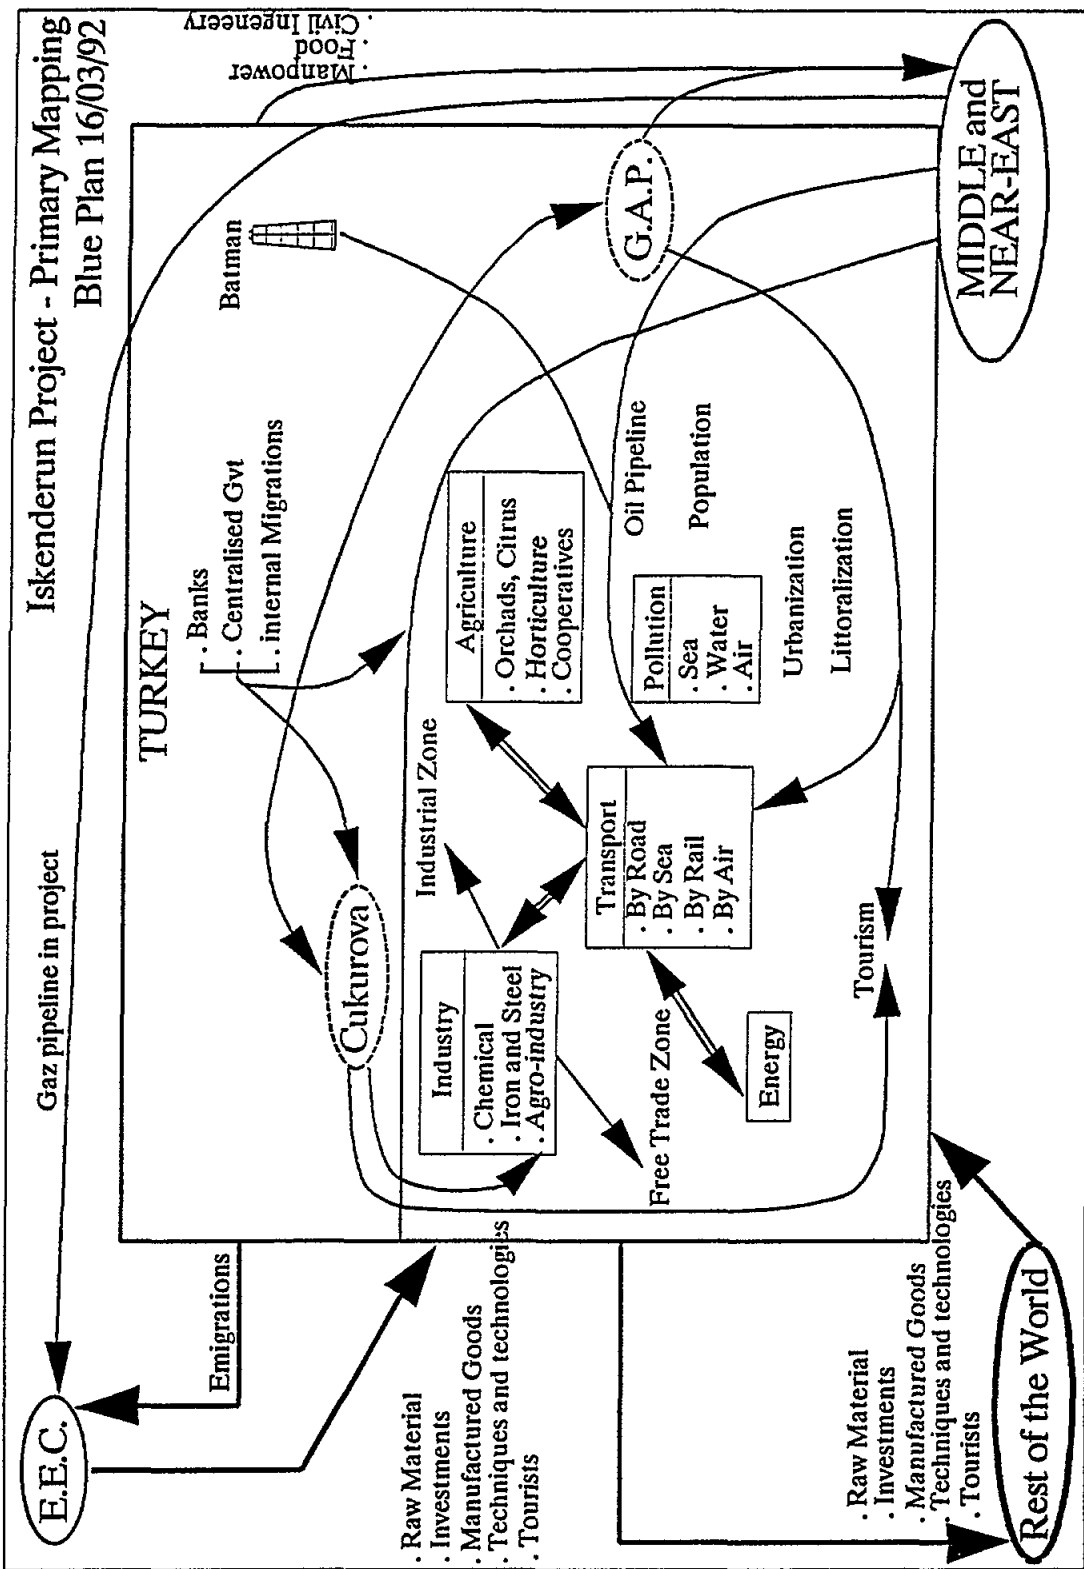 Iskenderun Project - Primary Mapping
Blue Plan 16/03/92
E.E.C.
Gaz pipeline in project
Emigrations
. Raw Material
. Investments
. Manufactured Goods
. Techniques and technologies
. Tourists
TURKEY
. Banks
. Centralised Gvt
. internal Migrations
Batman
Cukurova
G.A.P.
. Manpower
. Food
. Civil Ingeneery
Industry
. Chemical
. Iron and Steel
. Agro-industry
Industrial Zone
Agriculture
. Orchads, Citrus
. Horticulture
. Cooperatives
Transport
. By Road
. By Sea
. By Rail
. By Air
Free Trade Zone
Energy
Oil Pipeline
Pollution
. Sea
. Water
. Air
Population
Urbanization
Littoralization
Tourism
. Raw Material
. Investments
. Manufactured Goods
. Techniques and technologies
. Tourists
Rest of the World
MIDDLE and
NEAR-EAST